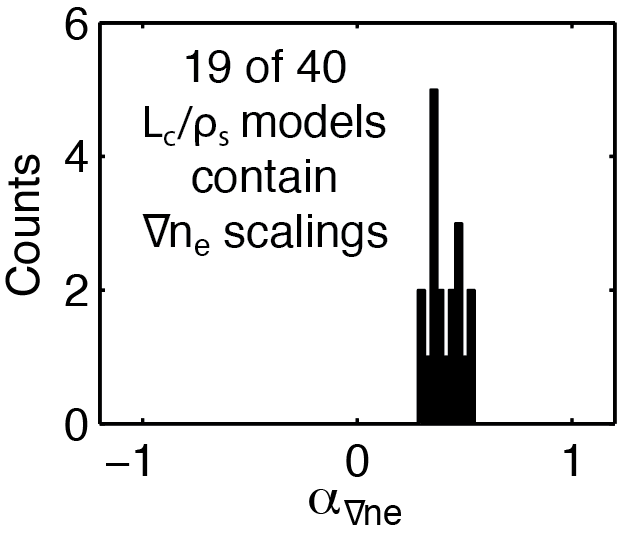 6
19 of 40
Lc/ρs models
4
contain
∇ne scalings
Counts
2
0
−1 0 1
α∇ne